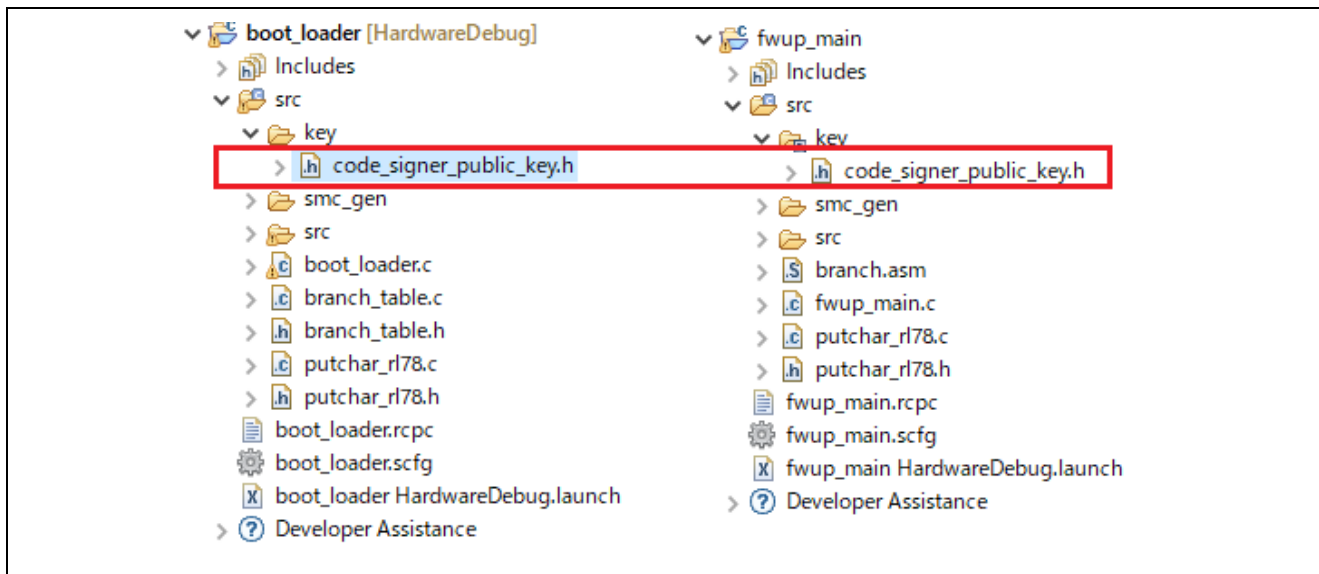 boot_loader [HardwareDebug]
Includes
src
key
code_signer_public_key.h
smc_gen
src
boot_loader.c
branch_table.c
branch_table.h
putchar_rl78.c
putchar_rl78.h
boot_loader.rcpc
boot_loader.scfg
boot_loader HardwareDebug.launch
Developer Assistance
fwup_main
Includes
src
key
code_signer_public_key.h
smc_gen
src
branch.asm
fwup_main.c
putchar_rl78.c
putchar_rl78.h
fwup_main.rcpc
fwup_main.scfg
fwup_main HardwareDebug.launch
Developer Assistance